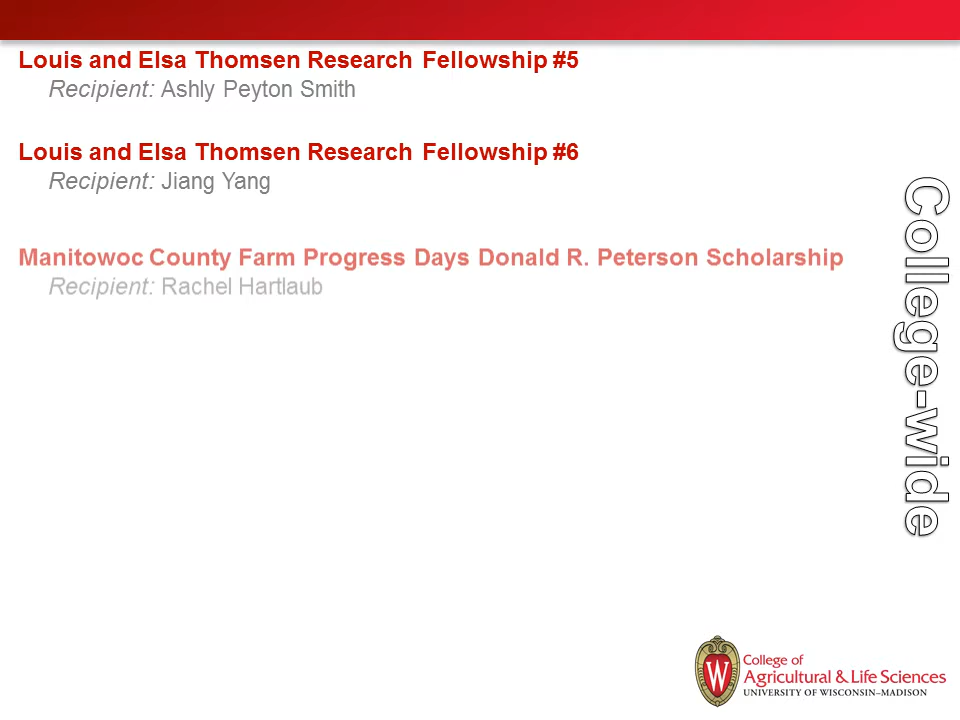 Louis and Elsa Thomsen Research Fellowship #5
Recipient: Ashly Peyton Smith
Louis and Elsa Thomsen Research Fellowship #6
Recipient: Jiang Yang
Manitowoc County Farm Progress Days Donald R. Peterson Scholarship
Recipient: Rachel Hartlaub
College-wide
W
College of
Agricultural & Life Sciences
UNIVERSITY OF WISCONSIN–MADISON